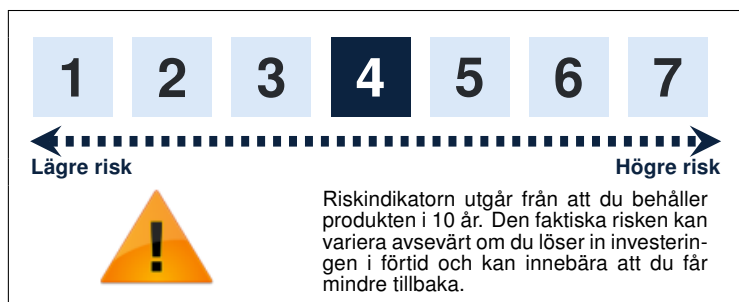 1 2 3 4 5 6 7
Lägre risk Högre risk
Riskindikatorn utgår från att du behåller
produkten i 10 år. Den faktiska risken kan
variera avsevärt om du löser in investerin-
gen i förtid och kan innebära att du får
mindre tillbaka.